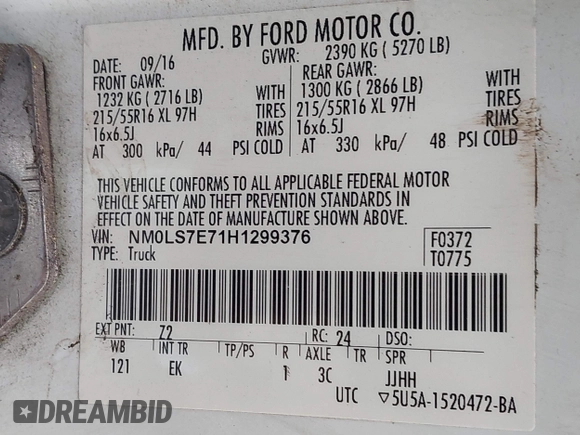 MFD. BY FORD MOTOR CO.
DATE: 09/16 GVWR: 2390 KG ( 5270 LB)
FRONT GAWR: REAR GAWR:
1232 KG ( 2716 LB) WITH 1300 KG ( 2866 LB) WITH
215/55R16 XL 97H TIRES 215/55R16 XL 97H TIRES
16x6.5J RIMS 16x6.5J RIMS
AT 300 kPa/ 44 PSI COLD AT 330 kPa/ 48 PSI COLD
THIS VEHICLE CONFORMS TO ALL APPLICABLE FEDERAL MOTOR
VEHICLE SAFETY AND THEFT PREVENTION STANDARDS IN
EFFECT ON THE DATE OF MANUFACTURE SHOWN ABOVE.
VIN: NM0LS7E71H1299376 F0372
TYPE: Truck T0775
EXT PNT: Z2 RC: 24 DSO:
WB INT TR TP/PS R AXLE TR SPR
121 EK 1 3C JJHH
UTC ▽5U5A-1520472-BA
DREAMBID